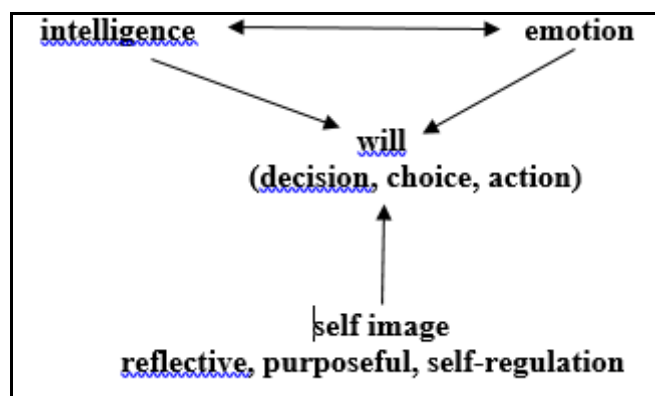 intelligence emotion
will
(decision, choice, action)
self image
reflective, purposeful, self-regulation